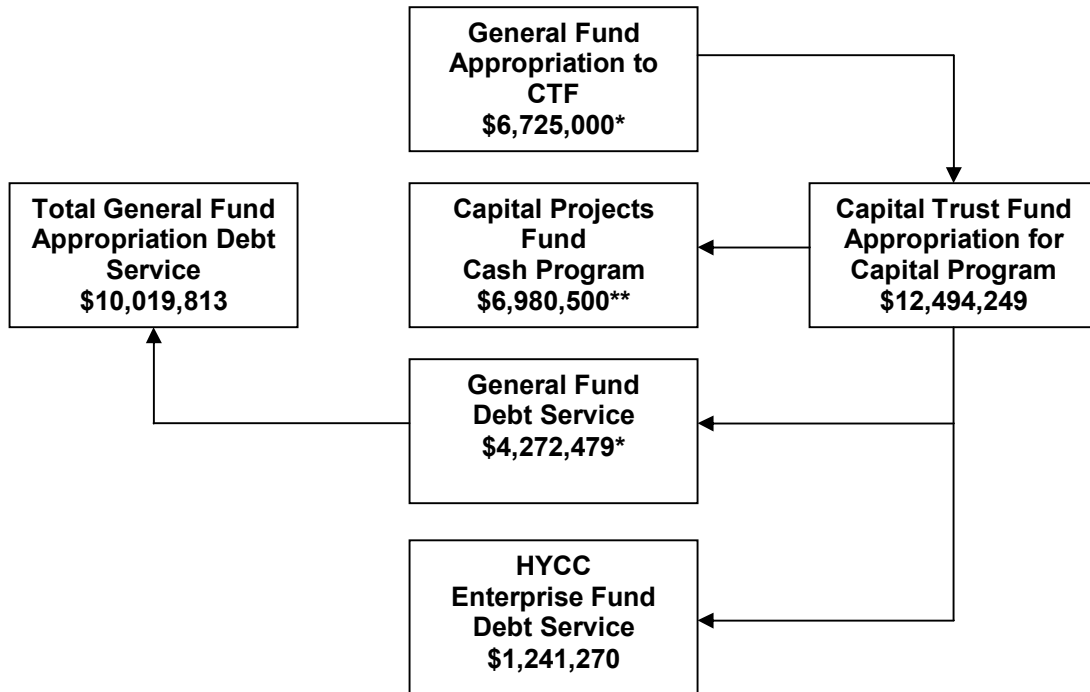 General Fund
Appropriation to
CTF
$6,725,000*
Total General Fund
Appropriation Debt
Service
$10,019,813
Capital Projects
Fund
Cash Program
$6,980,500**
Capital Trust Fund
Appropriation for
Capital Program
$12,494,249
General Fund
Debt Service
$4,272,479*
HYCC
Enterprise Fund
Debt Service
$1,241,270